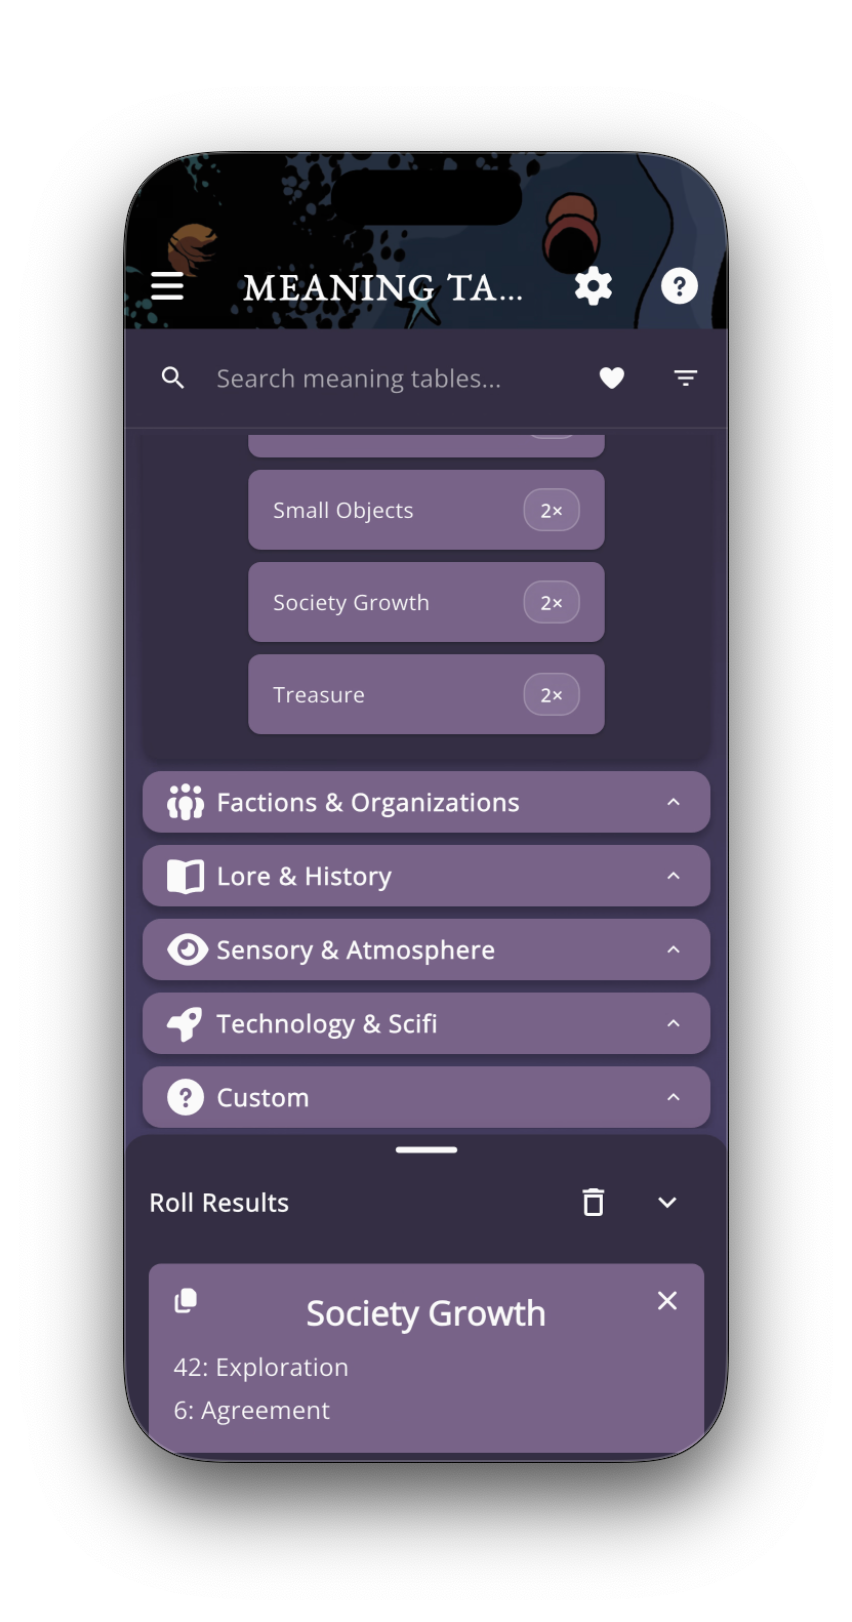 MEANING TA...
Search meaning tables...
Small Objects 2×
Society Growth 2×
Treasure 2×
Factions & Organizations
Lore & History
Sensory & Atmosphere
Technology & Scifi
Custom
Roll Results
Society Growth
42: Exploration
6: Agreement